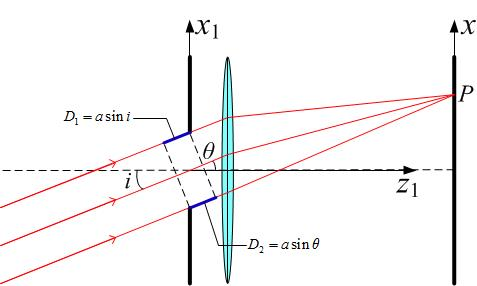 x₁
x
P
D₁ = a sin i
θ
i
z₁
D₂ = a sin θ